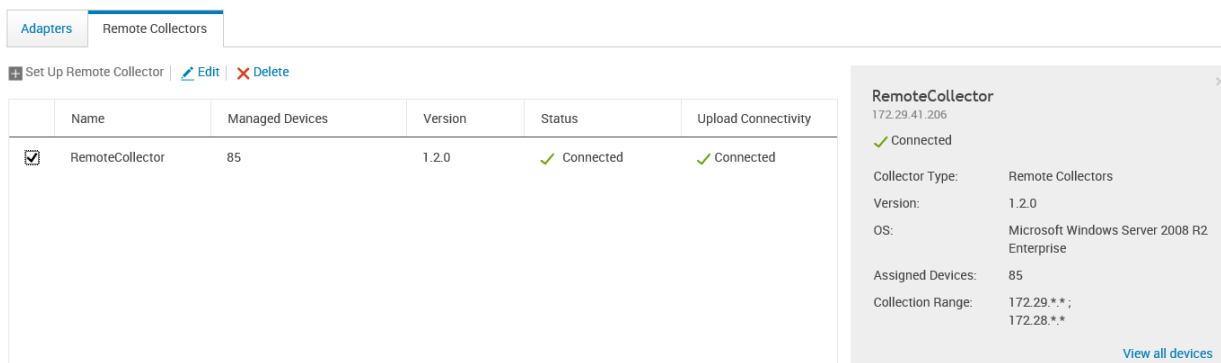 Adapters
Remote Collectors
Set Up Remote Collector
Edit
Delete
Name
Managed Devices
Version
Status
Upload Connectivity
RemoteCollector
85
1.2.0
Connected
Connected
RemoteCollector
172.29.41.206
Connected
Collector Type: Remote Collectors
Version: 1.2.0
OS: Microsoft Windows Server 2008 R2
Enterprise
Assigned Devices: 85
Collection Range: 172.29.*.* ;
172.28.*.*
View all devices